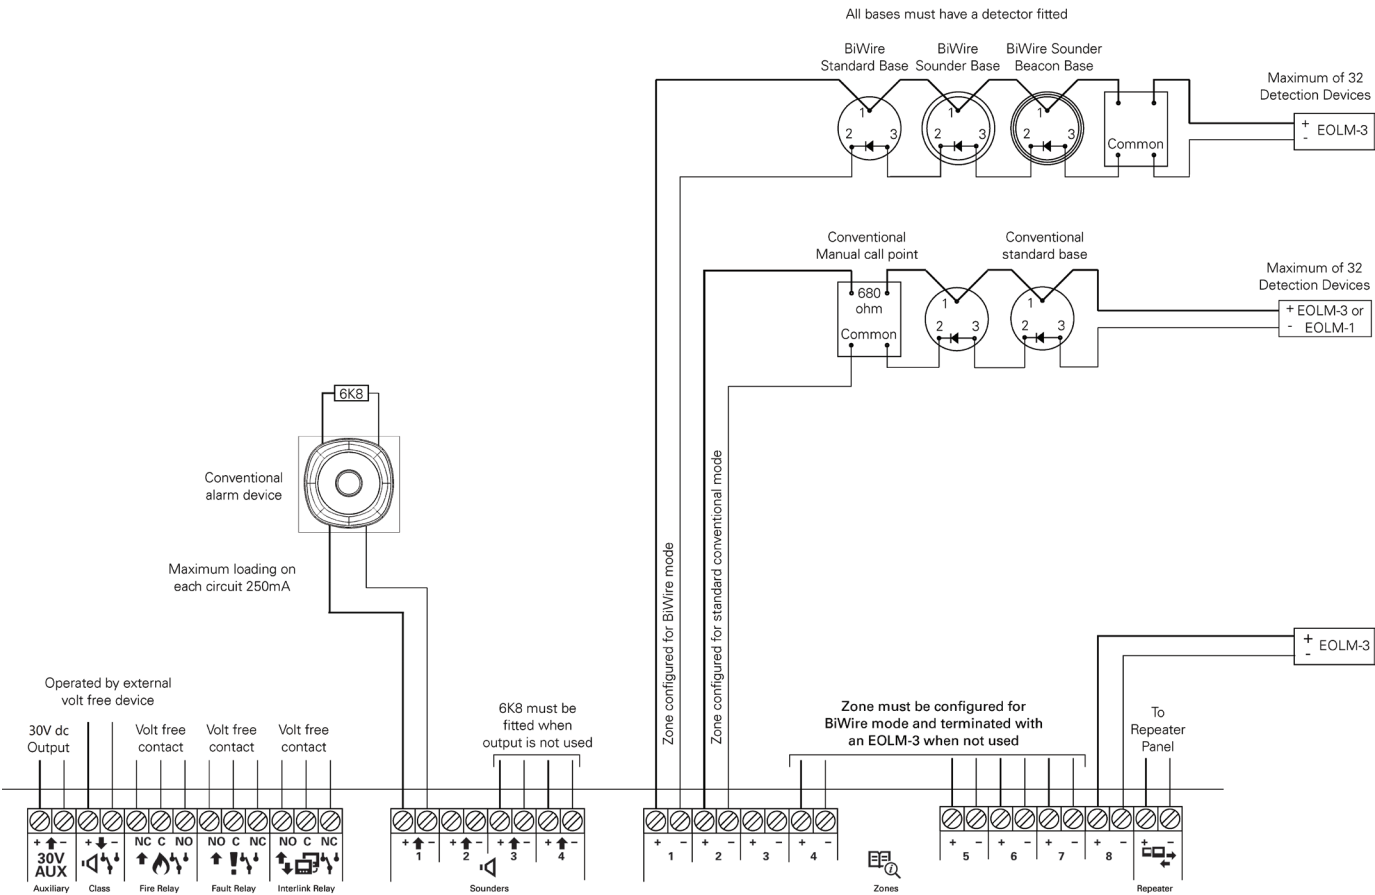 All bases must have a detector fitted
BiWire
Standard Base
BiWire
Sounder Base
BiWire Sounder
Beacon Base
Maximum of 32
Detection Devices
1
2 3
1
2 3
1
2 3
Common
+
-
EOLM-3
Conventional
Manual call point
Conventional
standard base
Maximum of 32
Detection Devices
680
ohm
Common
1
2 3
1
2 3
+ EOLM-3 or
- EOLM-1
6K8
Conventional
alarm device
Maximum loading on
each circuit 250mA
Zone configured for BiWire mode
Zone configured for standard conventional mode
+
-
EOLM-3
Operated by external
volt free device
30V dc
Output
Volt free
contact
Volt free
contact
Volt free
contact
6K8 must be
fitted when
output is not used
Zone must be configured for
BiWire mode and terminated with
an EOLM-3 when not used
To
Repeater
Panel
+ −
30V
AUX
Auxiliary
+ −
Class
NC C NO
Fire Relay
NO C NC
Fault Relay
NO C NC
Interlink Relay
+ − + − + − + −
1 2 3 4
Sounders
+ − + − + − + −
1 2 3 4
Zones
+ − + − + − + −
5 6 7 8
+ −
Repeater